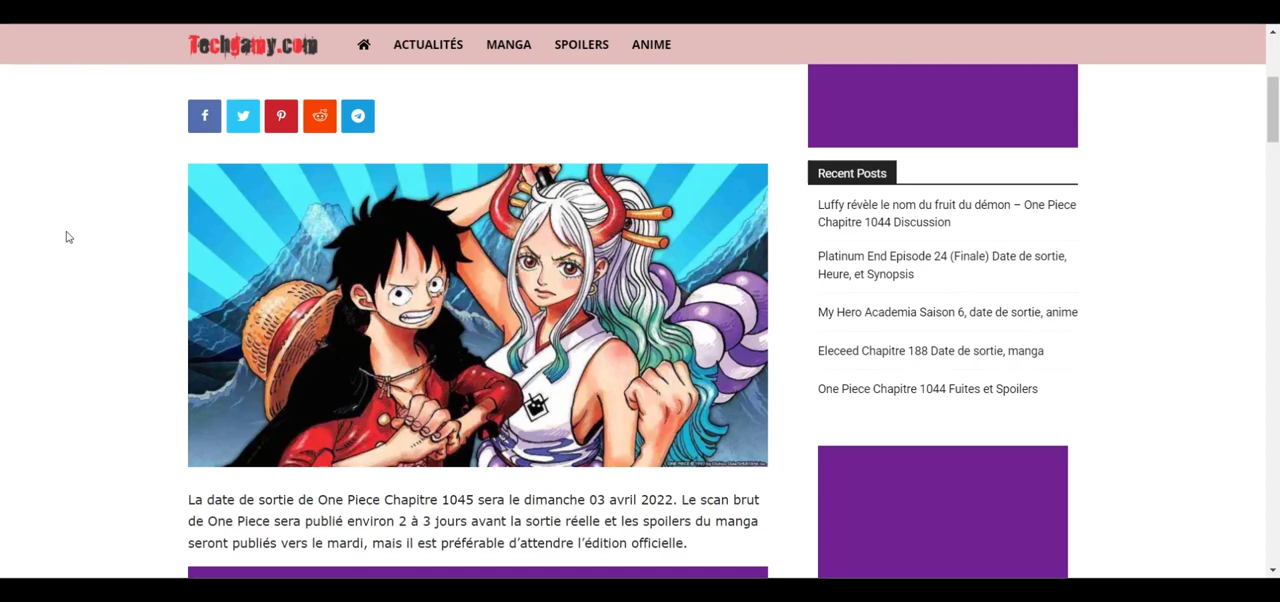 Techgamy.com
ACTUALITÉS MANGA SPOILERS ANIME
La date de sortie de One Piece Chapitre 1045 sera le dimanche 03 avril 2022. Le scan brut
de One Piece sera publié environ 2 à 3 jours avant la sortie réelle et les spoilers du manga
seront publiés vers le mardi, mais il est préférable d’attendre l’édition officielle.
Recent Posts
Luffy révèle le nom du fruit du démon – One Piece
Chapitre 1044 Discussion
Platinum End Episode 24 (Finale) Date de sortie,
Heure, et Synopsis
My Hero Academia Saison 6, date de sortie, anime
Eleceed Chapitre 188 Date de sortie, manga
One Piece Chapitre 1044 Fuites et Spoilers